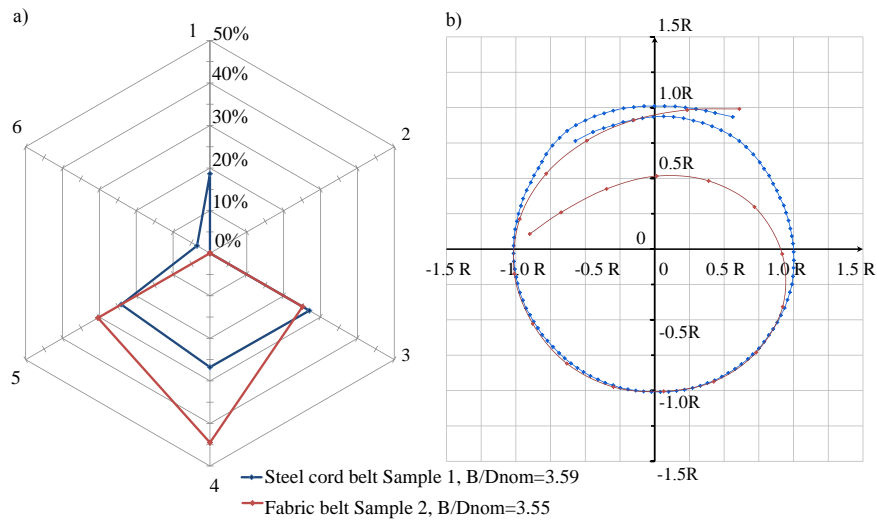 a)
1
50%
40%
30%
20%
10%
0%
2
3
4
5
6
b)
1.5R
1.0R
0.5R
0
-1.5 R
-1.0 R
-0.5 R
0
0.5 R
1.0 R
1.5 R
-0.5R
-1.0R
-1.5R
Steel cord belt Sample 1, B/Dnom=3.59
Fabric belt Sample 2, B/Dnom=3.55